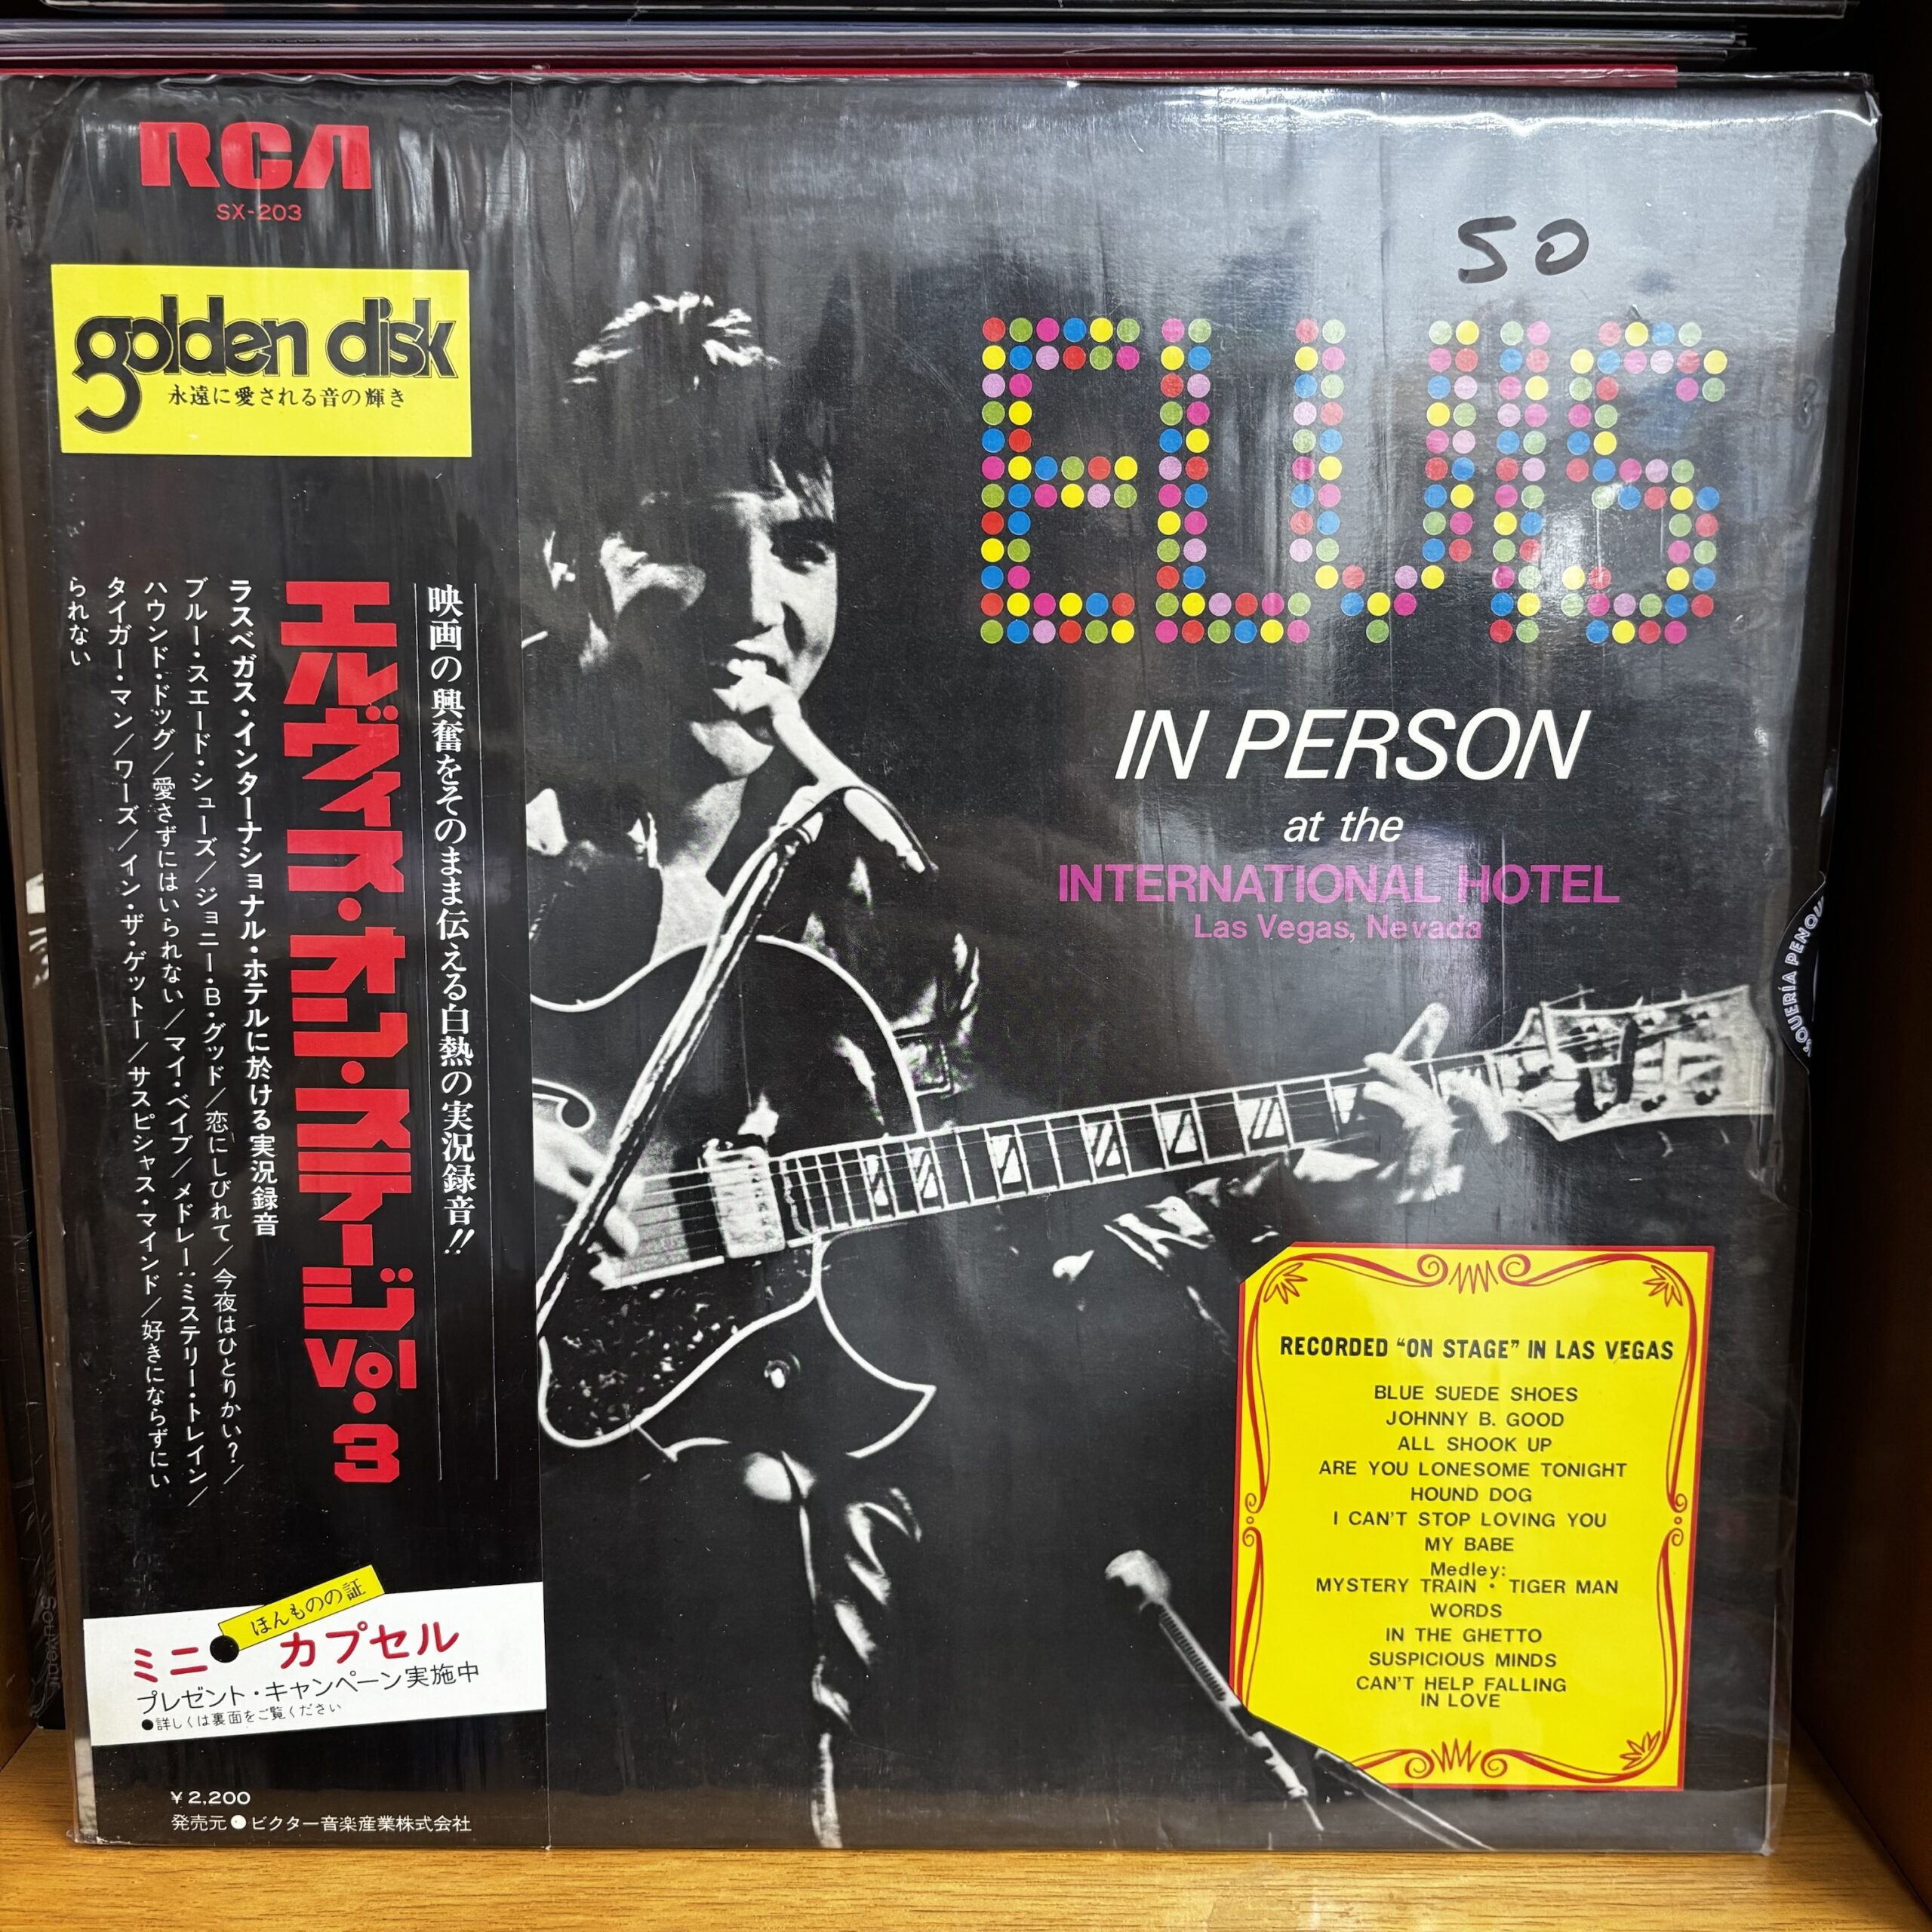 RCA
SX-203
golden disk
永遠に愛される音の輝き
映画の興奮をそのまま伝える白熱の実況録音!!
エルヴィス・オン・ステージVol・3
ラスベガス・インターナショナル・ホテルに於ける実況録音
ブルー・スエード・シューズ／ジョニー・B・グッド／恋にしびれて／今夜はひとりかい?／
ハウンド・ドッグ／愛さずにはいられない／マイ・ベイブ／メドレー:ミステリー・トレイン／
タイガー・マン／ワーズ／イン・ザ・ゲットー／サスピシャス・マインド／好きにならずにい
られない
ほんものの証
ミニ カプセル
プレゼント・キャンペーン実施中
●詳しくは裏面をご覧ください
¥2,200
発売元●ビクター音楽産業株式会社
50
ELVIS
IN PERSON
at the
INTERNATIONAL HOTEL
Las Vegas, Nevada
RECORDED "ON STAGE" IN LAS VEGAS
BLUE SUEDE SHOES
JOHNNY B. GOOD
ALL SHOOK UP
ARE YOU LONESOME TONIGHT
HOUND DOG
I CAN'T STOP LOVING YOU
MY BABE
Medley:
MYSTERY TRAIN • TIGER MAN
WORDS
IN THE GHETTO
SUSPICIOUS MINDS
CAN'T HELP FALLING
IN LOVE